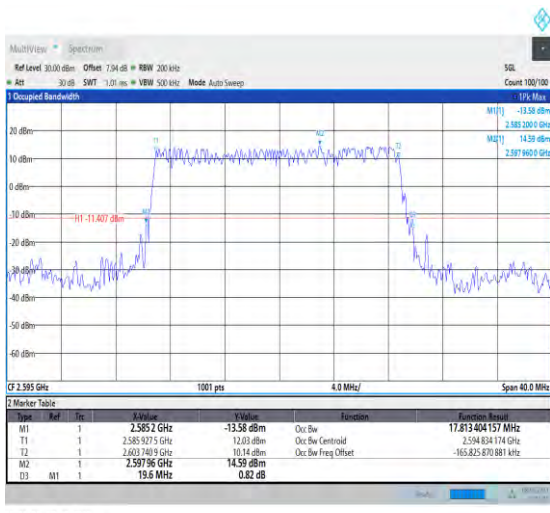 MultiView Spectrum
Ref Level 30.00 dBm Offset 7.94 dB RBW 200 kHz SGL
Att 30 dB SWT 1.01 ms VBW 500 kHz Mode Auto Sweep Count 100/100
1 Occupied Bandwidth 1Pk Max
M1[1] -13.58 dBm
2.585 200 0 GHz
M2[1] 14.59 dBm
2.597 960 0 GHz
20 dBm
T1
M2
T2
10 dBm
0 dBm
-10 dBm
H1 -11.407 dBm
-20 dBm
-30 dBm
-40 dBm
-50 dBm
-60 dBm
CF 2.595 GHz 1001 pts 4.0 MHz/ Span 40.0 MHz
2 Marker Table
Type Ref Trc X-Value Y-Value Function Function Result
M1 1 2.5852 GHz -13.58 dBm Occ Bw 17.813 404 157 MHz
T1 1 2.585 927 5 GHz 12.03 dBm Occ Bw Centroid 2.594 834 174 GHz
T2 1 2.603 740 9 GHz 10.14 dBm Occ Bw Freq Offset -165.825 870 881 kHz
M2 1 2.597 96 GHz 14.59 dBm
D3 M1 1 19.6 MHz 0.82 dB